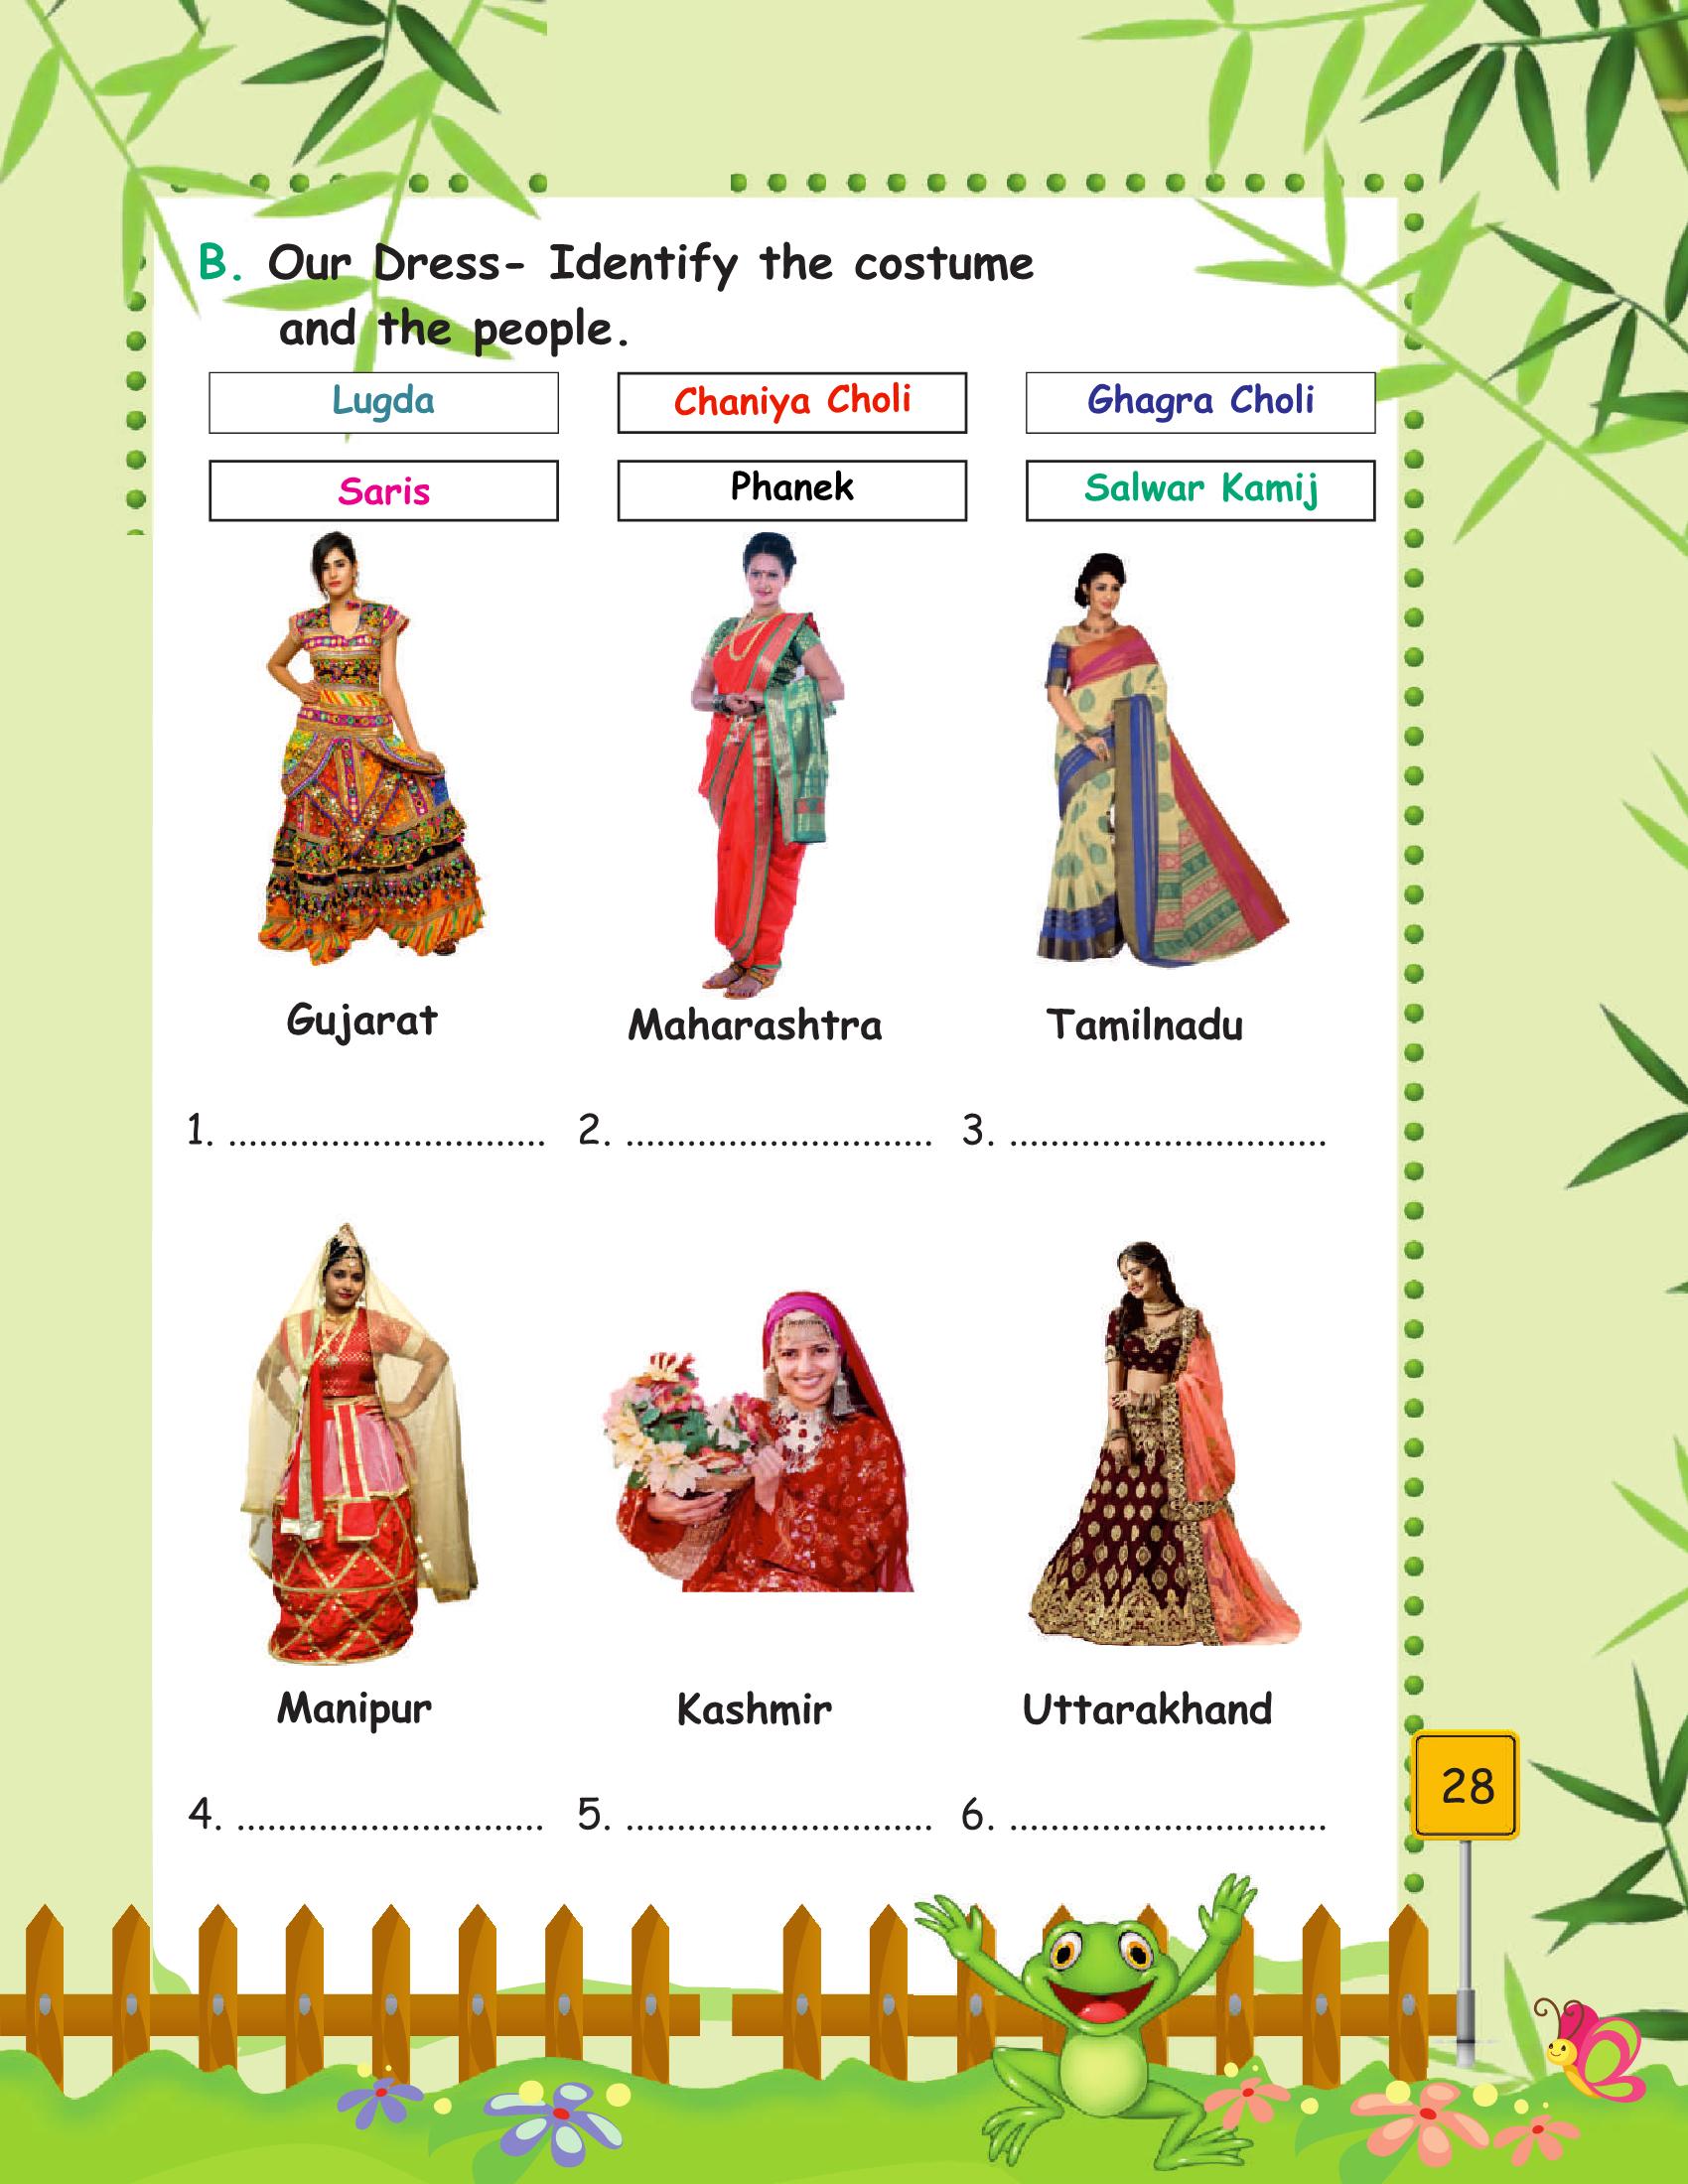 B. Our Dress- Identify the costume
and the people.
Lugda Chaniya Choli Ghagra Choli
Saris Phanek Salwar Kamij
Gujarat Maharashtra Tamilnadu
1. ............................... 2. .............................. 3. ...............................
Manipur Kashmir Uttarakhand
4. .............................. 5. .............................. 6. ...............................
28